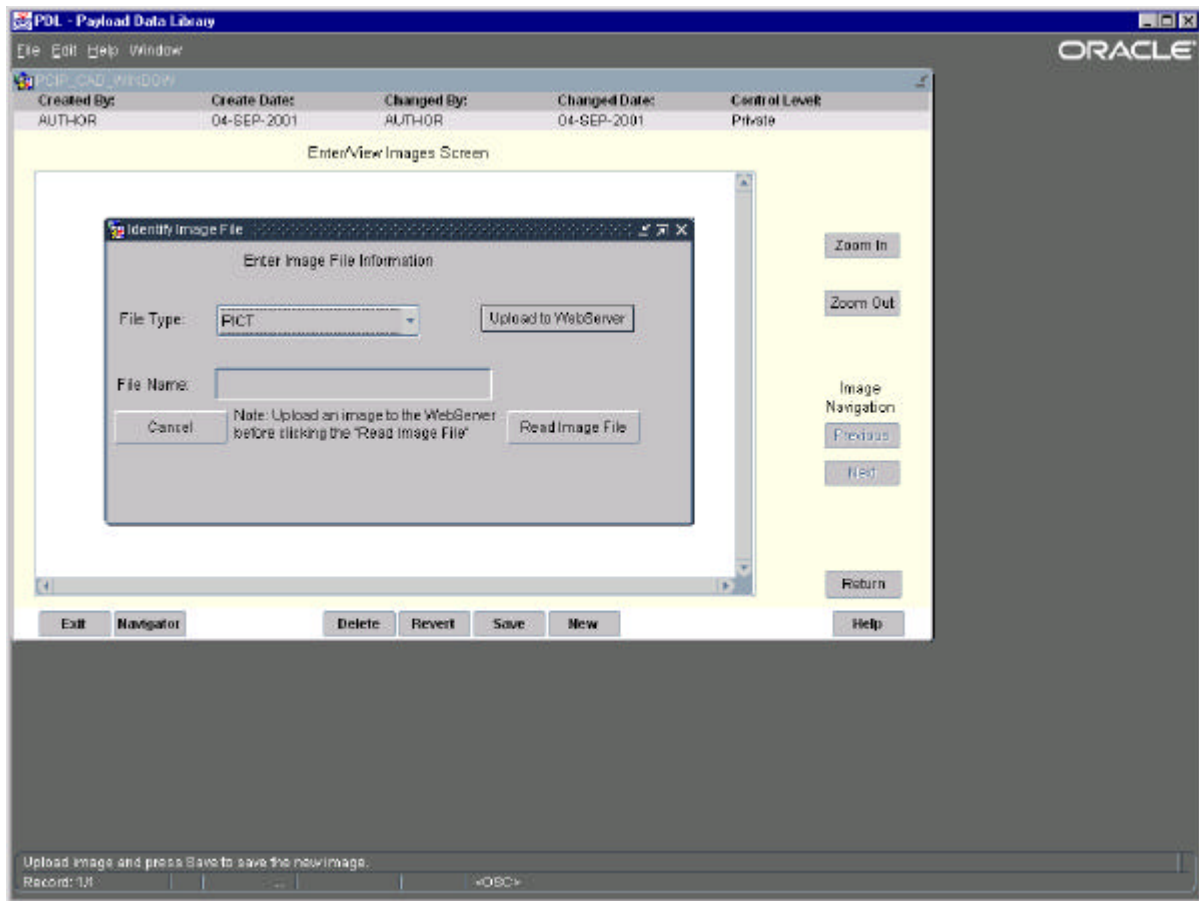 PDL - Payload Data Library
File Edit Help Window
ORACLE
PCIP_CAD_WINDOW
Created By: Create Date: Changed By: Changed Date: Control Level:
AUTHOR 04-SEP-2001 AUTHOR 04-SEP-2001 Private
Enter/View Images Screen
Identify Image File
Enter Image File Information
File Type: PICT Upload to WebServer
File Name:
Cancel
Note: Upload an image to the WebServer
before clicking the "Read Image File"
Read Image File
Zoom In
Zoom Out
Image
Navigation
Previous
Next
Return
Exit Navigator Delete Revert Save New Help
Upload image and press Save to save the new image.
Record: 1/1 ... <OSC>